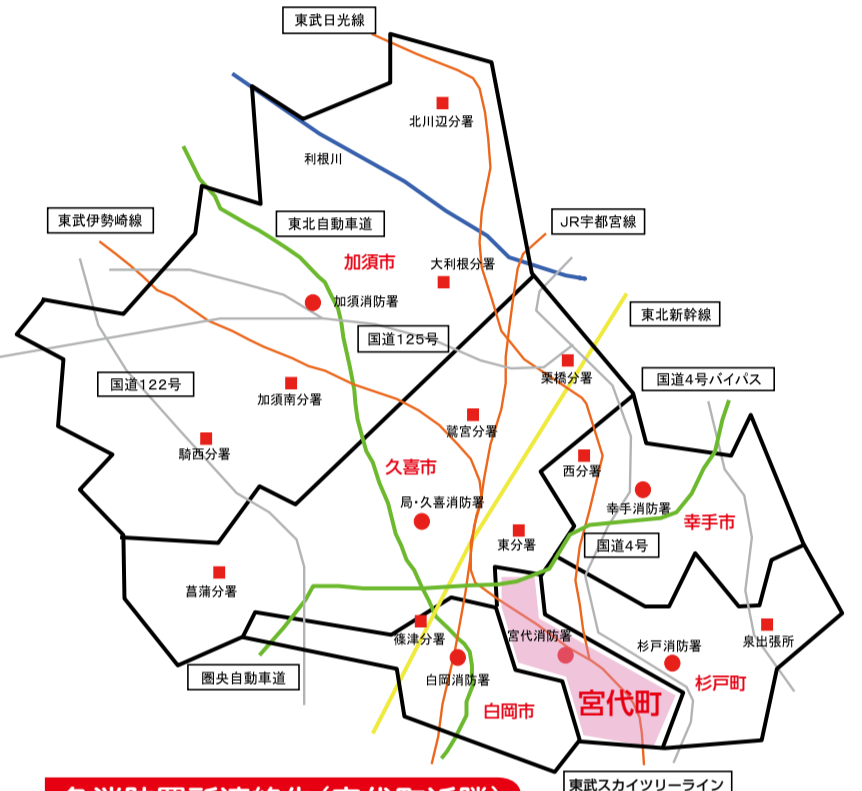 東武日光線
北川辺分署
利根川
東武伊勢崎線
東北自動車道
JR宇都宮線
加須市
大利根分署
加須消防署
東北新幹線
国道125号
栗橋分署
国道4号バイパス
国道122号
加須南分署
鷲宮分署
騎西分署
久喜市
西分署
局・久喜消防署
幸手消防署
幸手市
東分署
国道4号
菖蒲分署
篠津分署
宮代消防署
杉戸消防署
泉出張所
圏央自動車道
白岡消防署
杉戸町
白岡市
宮代町
東武スカイツリーライン